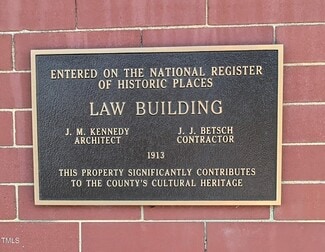 ENTERED ON THE NATIONAL REGISTER
OF HISTORIC PLACES
LAW BUILDING
J. M. KENNEDY
ARCHITECT
J. J. BETSCH
CONTRACTOR
1913
THIS PROPERTY SIGNIFICANTLY CONTRIBUTES
TO THE COUNTY'S CULTURAL HERITAGE
TMLS